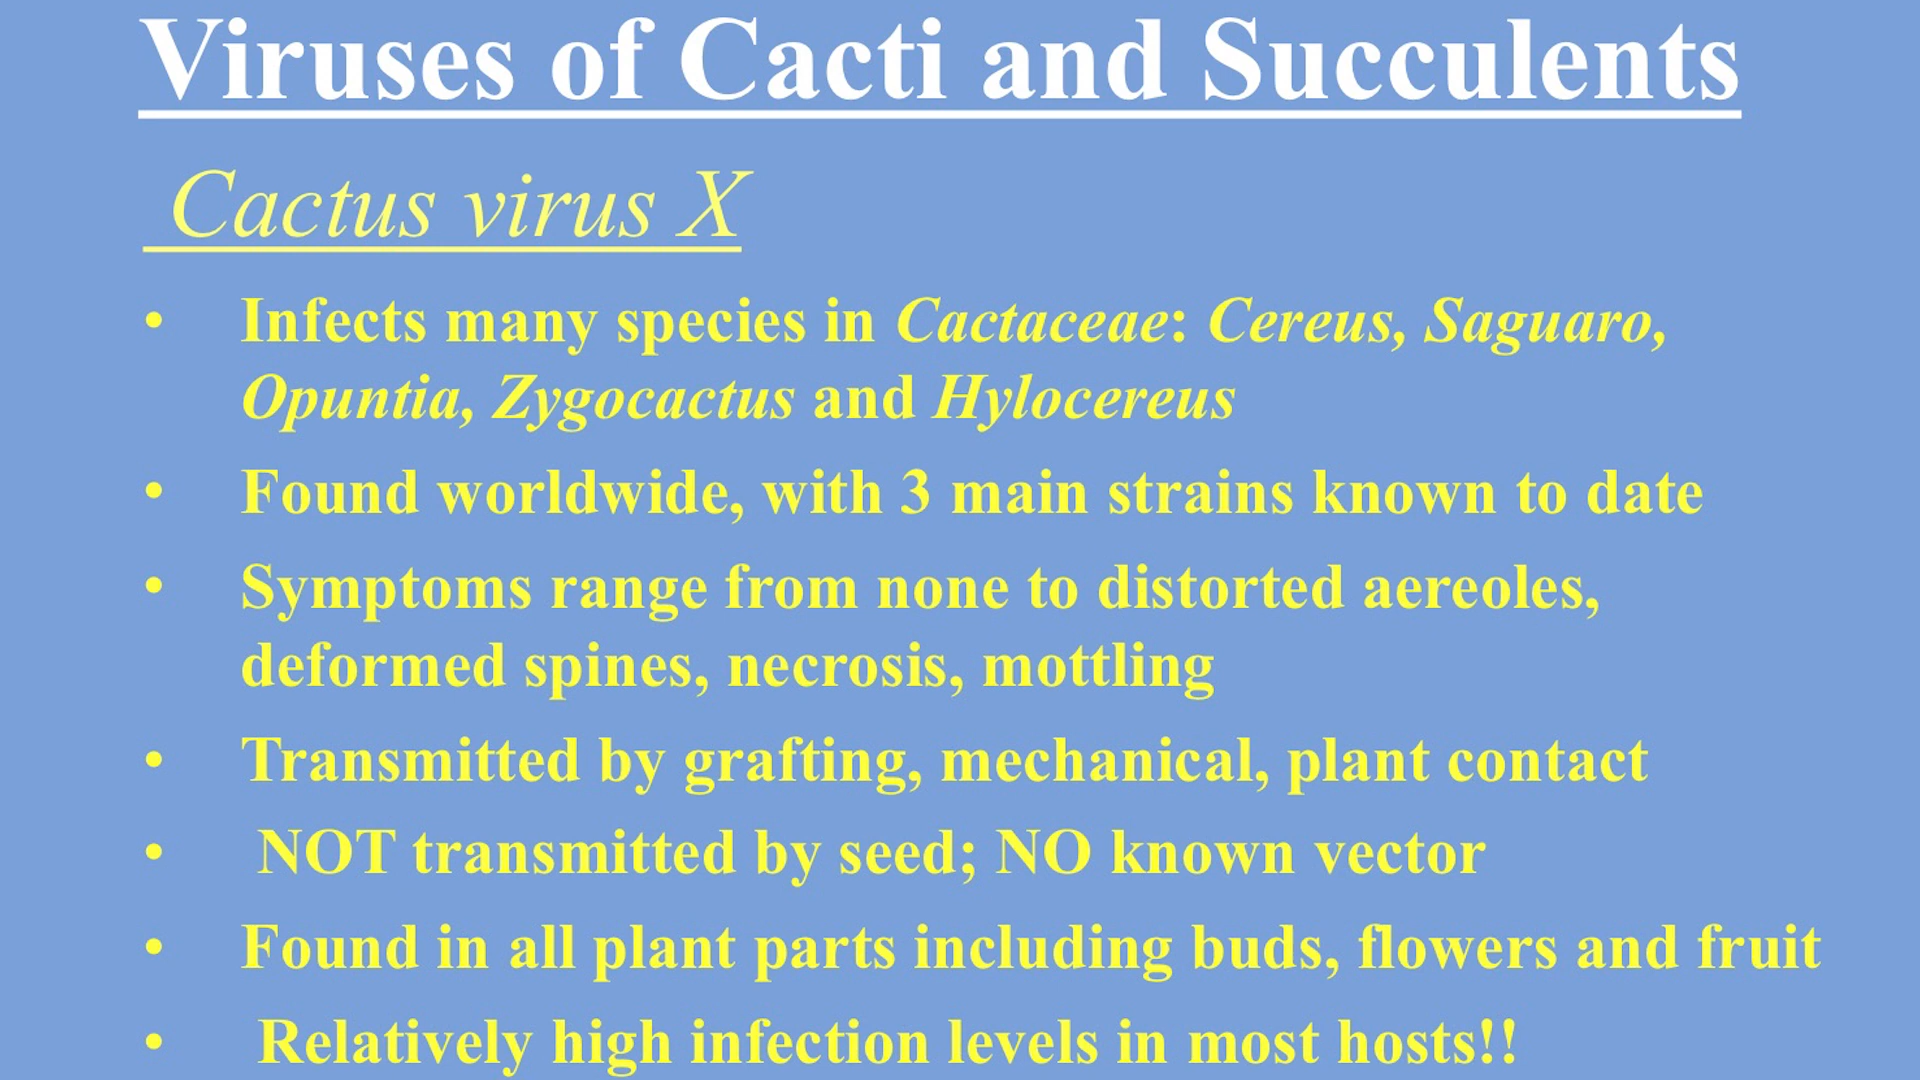 Viruses of Cacti and Succulents
Cactus virus X
• Infects many species in Cactaceae: Cereus, Saguaro,
Opuntia, Zygocactus and Hylocereus
• Found worldwide, with 3 main strains known to date
• Symptoms range from none to distorted aereoles,
deformed spines, necrosis, mottling
• Transmitted by grafting, mechanical, plant contact
• NOT transmitted by seed; NO known vector
• Found in all plant parts including buds, flowers and fruit
• Relatively high infection levels in most hosts!!